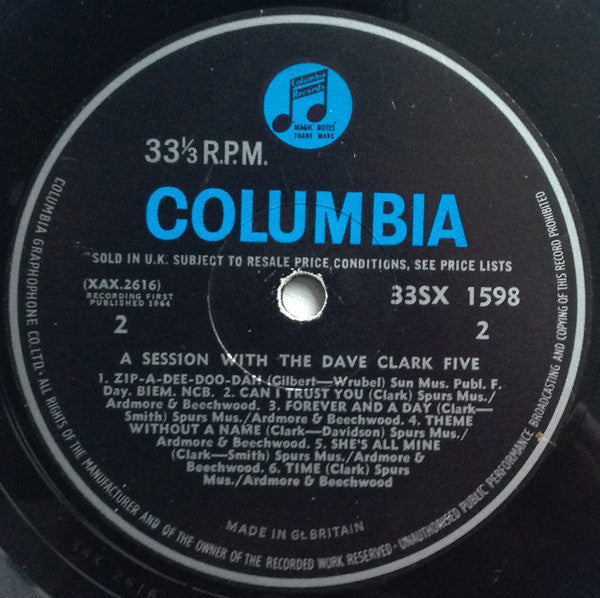 Columbia
Records
MAGIC NOTES
TRADE MARK
33⅓ R.P.M.
COLUMBIA
SOLD IN U.K. SUBJECT TO RESALE PRICE CONDITIONS, SEE PRICE LISTS
(XAX.2616)
RECORDING FIRST
PUBLISHED 1964
33SX 1598
2
2
A SESSION WITH THE DAVE CLARK FIVE
1. ZIP-A-DEE-DOO-DAH (Gilbert—Wrubel) Sun Mus. Publ. F.
Day. BIEM. NCB. 2. CAN I TRUST YOU (Clark) Spurs Mus./
Ardmore & Beechwood. 3. FOREVER AND A DAY (Clark—
Smith) Spurs Mus./Ardmore & Beechwood. 4. THEME
WITHOUT A NAME (Clark—Davidson) Spurs Mus./
Ardmore & Beechwood. 5. SHE'S ALL MINE
(Clark—Smith) Spurs Mus./Ardmore &
Beechwood. 6. TIME (Clark) Spurs
Mus./Ardmore & Beechwood
MADE IN Gt. BRITAIN
COLUMBIA GRAPHOPHONE CO. LTD. · ALL RIGHTS OF THE MANUFACTURER AND OF THE OWNER OF THE RECORDED WORK RESERVED · UNAUTHORISED PUBLIC PERFORMANCE BROADCASTING AND COPYING OF THIS RECORD PROHIBITED
XAX 2616